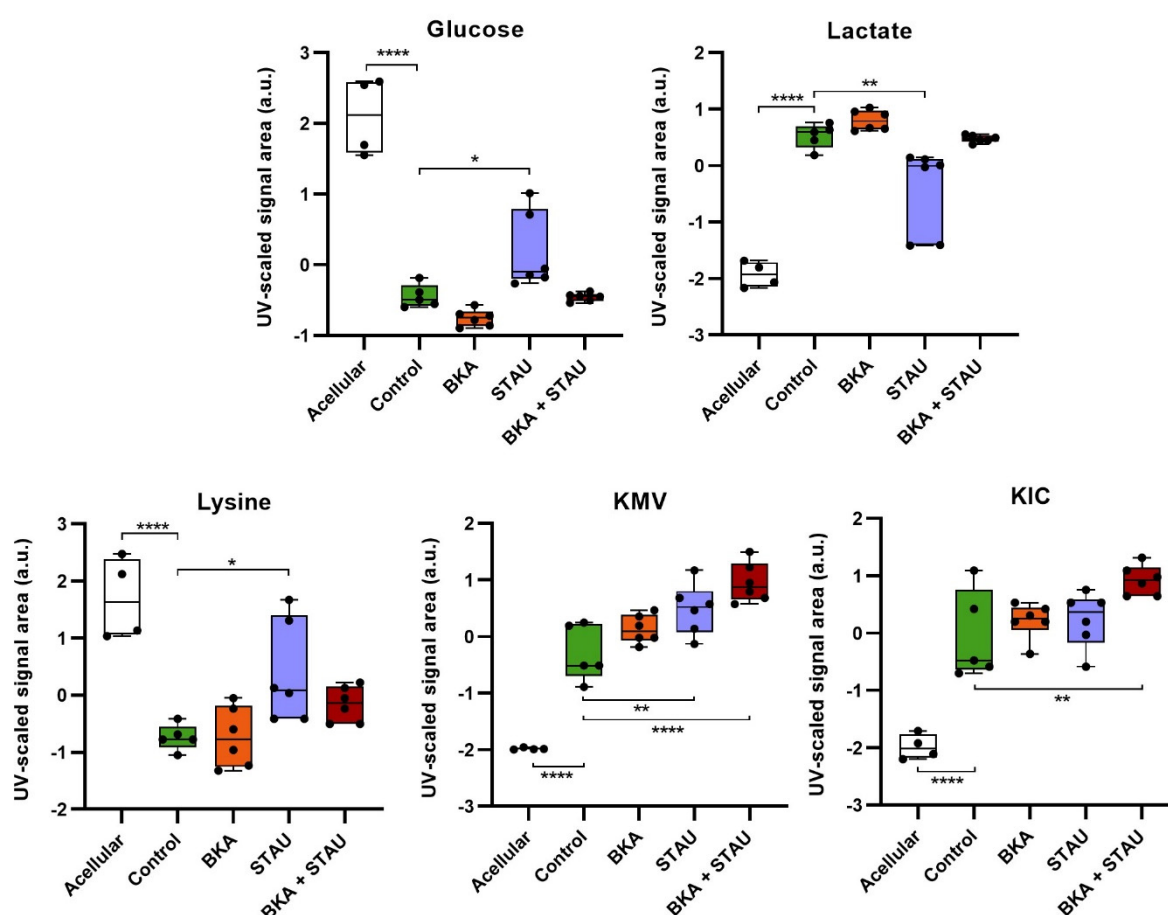 Glucose
UV-scaled signal area (a.u.)
3
2
1
0
-1
****
*
Acellular
Control
BKA
STAU
BKA + STAU
Lactate
UV-scaled signal area (a.u.)
2
1
0
-1
-2
-3
****
**
Acellular
Control
BKA
STAU
BKA + STAU
Lysine
UV-scaled signal area (a.u.)
3
2
1
0
-1
-2
****
*
Acellular
Control
BKA
STAU
BKA + STAU
KMV
UV-scaled signal area (a.u.)
2
1
0
-1
-2
-3
**
****
****
Acellular
Control
BKA
STAU
BKA + STAU
KIC
UV-scaled signal area (a.u.)
2
1
0
-1
-2
-3
**
****
Acellular
Control
BKA
STAU
BKA + STAU